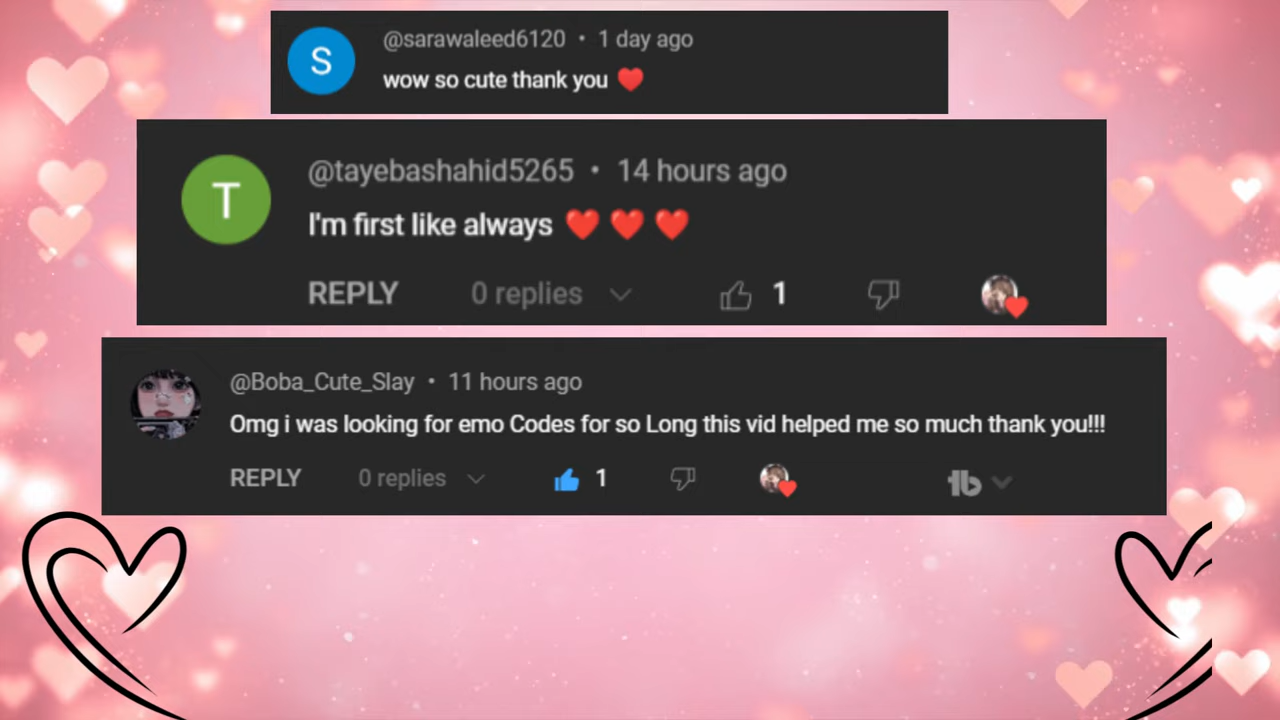 S
@sarawaleed6120 • 1 day ago
wow so cute thank you ❤️
T
@tayebashahid5265 • 14 hours ago
I'm first like always ❤️ ❤️ ❤️
REPLY 0 replies 1
@Boba_Cute_Slay • 11 hours ago
Omg i was looking for emo Codes for so Long this vid helped me so much thank you!!!
REPLY 0 replies 1 tb